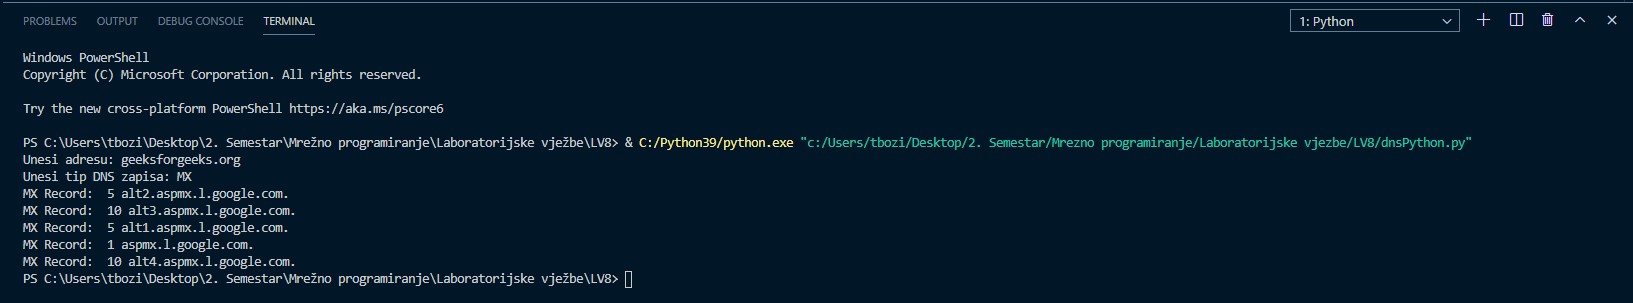 PROBLEMS OUTPUT DEBUG CONSOLE TERMINAL 1: Python
Windows PowerShell
Copyright (C) Microsoft Corporation. All rights reserved.
Try the new cross-platform PowerShell https://aka.ms/pscore6
PS C:\Users\tbozi\Desktop\2. Semestar\Mrežno programiranje\Laboratorijske vježbe\LV8> & C:/Python39/python.exe "c:/Users/tbozi/Desktop/2. Semestar/Mrezno programiranje/Laboratorijske vjezbe/LV8/dnsPython.py"
Unesi adresu: geeksforgeeks.org
Unesi tip DNS zapisa: MX
MX Record:  5 alt2.aspmx.l.google.com.
MX Record:  10 alt3.aspmx.l.google.com.
MX Record:  5 alt1.aspmx.l.google.com.
MX Record:  1 aspmx.l.google.com.
MX Record:  10 alt4.aspmx.l.google.com.
PS C:\Users\tbozi\Desktop\2. Semestar\Mrežno programiranje\Laboratorijske vježbe\LV8>